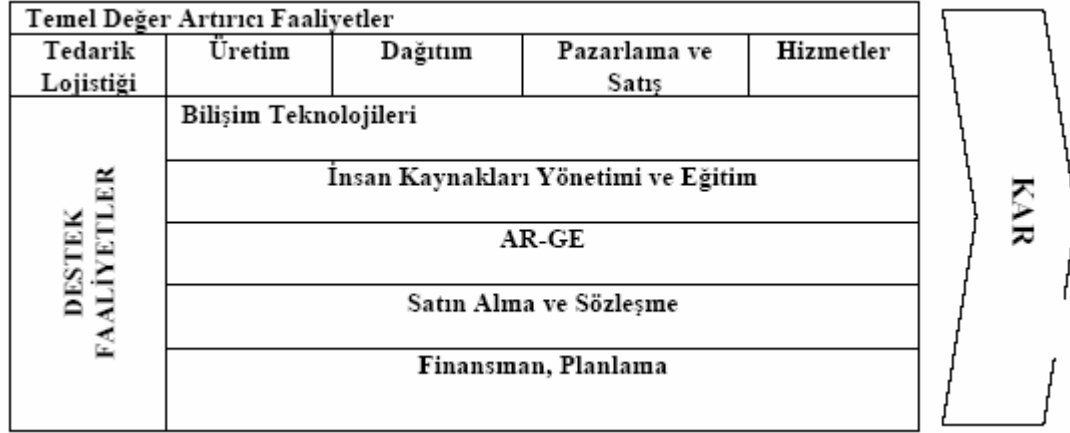 Temel Değer Artırıcı Faaliyetler
Tedarik
Lojistiği
Üretim
Dağıtım
Pazarlama ve
Satış
Hizmetler
DESTEK
FAALİYETLER
Bilişim Teknolojileri
İnsan Kaynakları Yönetimi ve Eğitim
AR-GE
Satın Alma ve Sözleşme
Finansman, Planlama
KAR